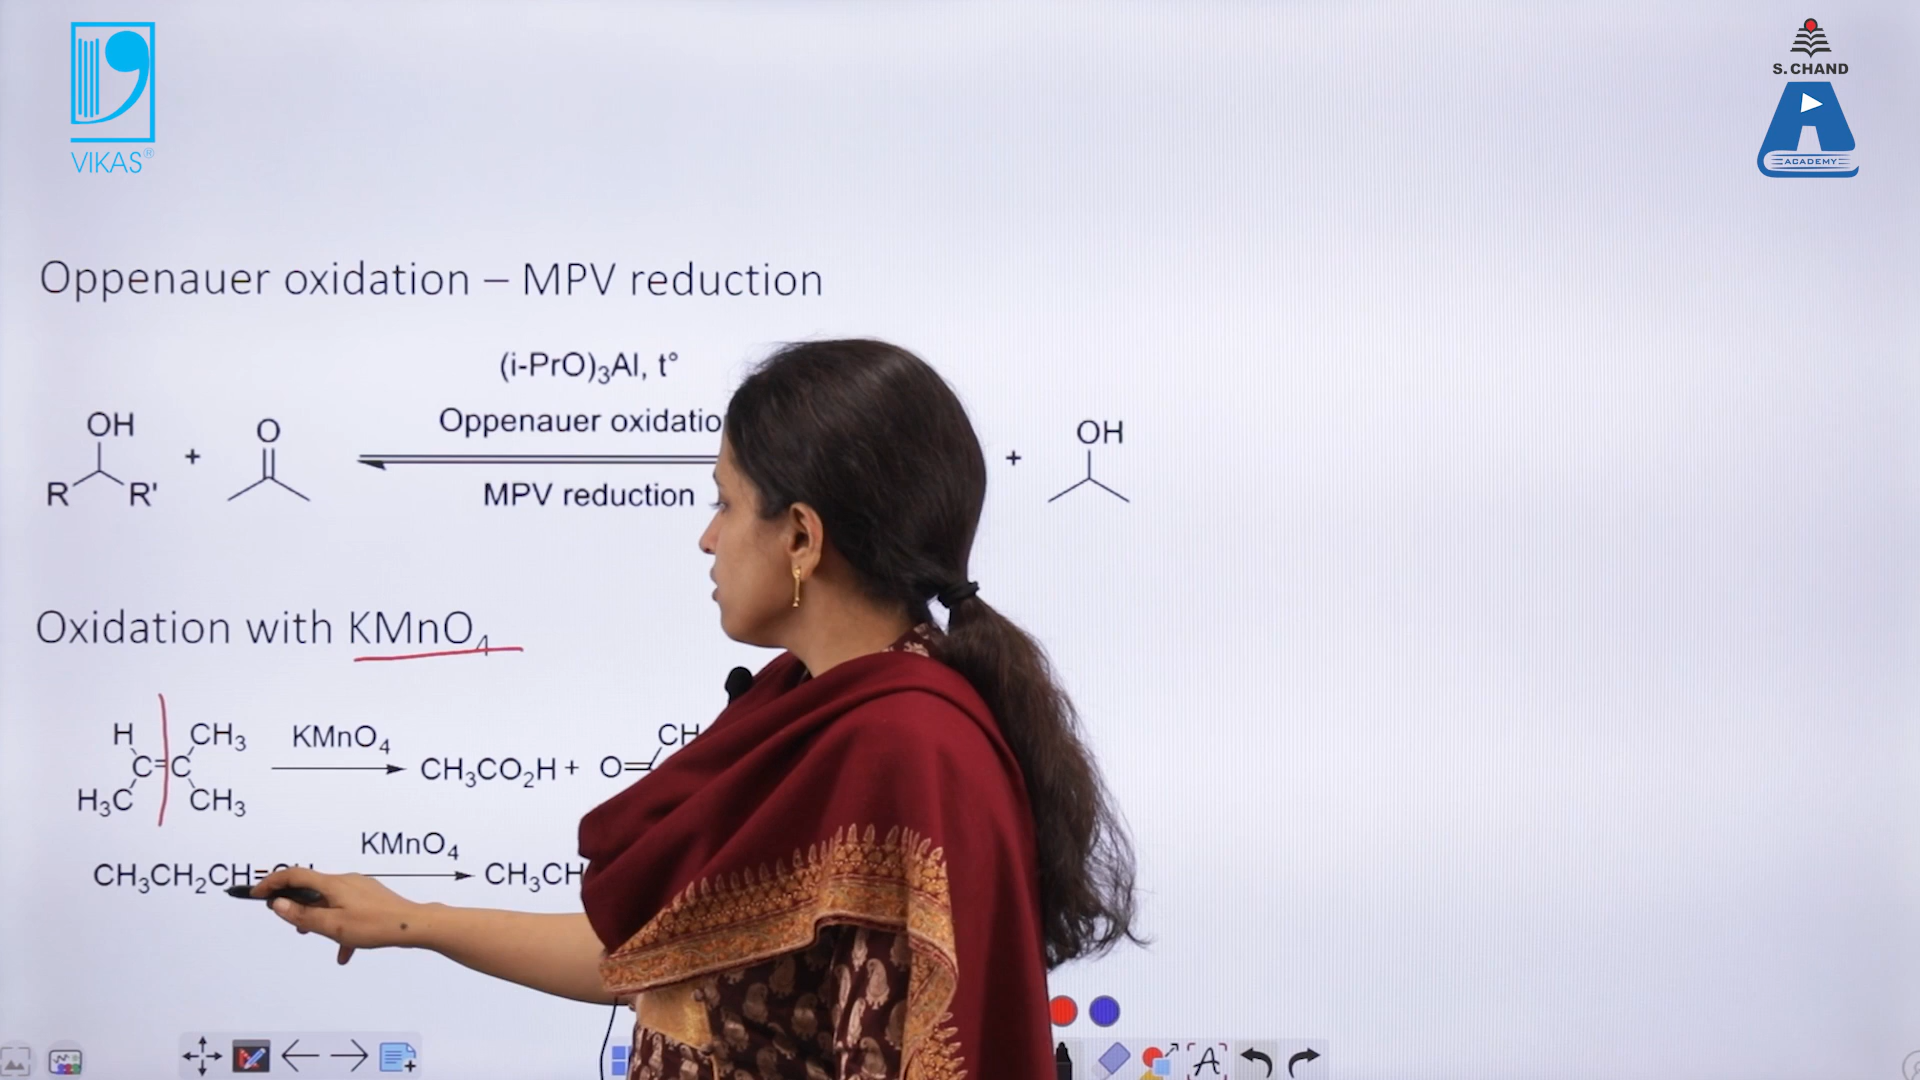 VIKAS®
S. CHAND
ACADEMY
Oppenauer oxidation – MPV reduction
(i-PrO)₃Al, t°
Oppenauer oxidatio
MPV reduction
OH
R R'
+
O
+
OH
Oxidation with KMnO₄
H CH₃
C=C
H₃C CH₃
KMnO₄
CH₃CO₂H + O=
CH
CH₃CH₂CH=
KMnO₄
CH₃CH
A